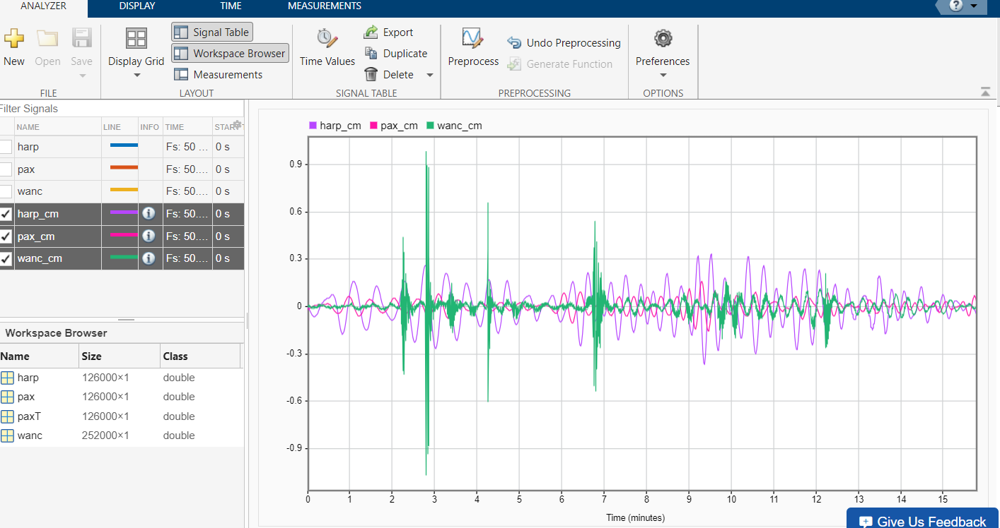 ANALYZER DISPLAY TIME MEASUREMENTS
?
New Open Save
FILE
Display Grid
Signal Table
Workspace Browser
Measurements
LAYOUT
Time Values
Export
Duplicate
Delete
SIGNAL TABLE
Preprocess
Undo Preprocessing
Generate Function
PREPROCESSING
Preferences
OPTIONS
Filter Signals
NAME LINE INFO TIME START
harp Fs: 50 ... 0 s
pax Fs: 50.... 0 s
wanc Fs: 50.... 0 s
harp_cm i Fs: 50.... 0 s
pax_cm i Fs: 50.... 0 s
wanc_cm i Fs: 50.... 0 s
Workspace Browser
Name Size Class
harp 126000×1 double
pax 126000×1 double
paxT 126000×1 double
wanc 252000×1 double
harp_cm pax_cm wanc_cm
0.9
0.6
0.3
0
-0.3
-0.6
-0.9
0 1 2 3 4 5 6 7 8 9 10 11 12 13 14 15
Time (minutes)
Give Us Feedback